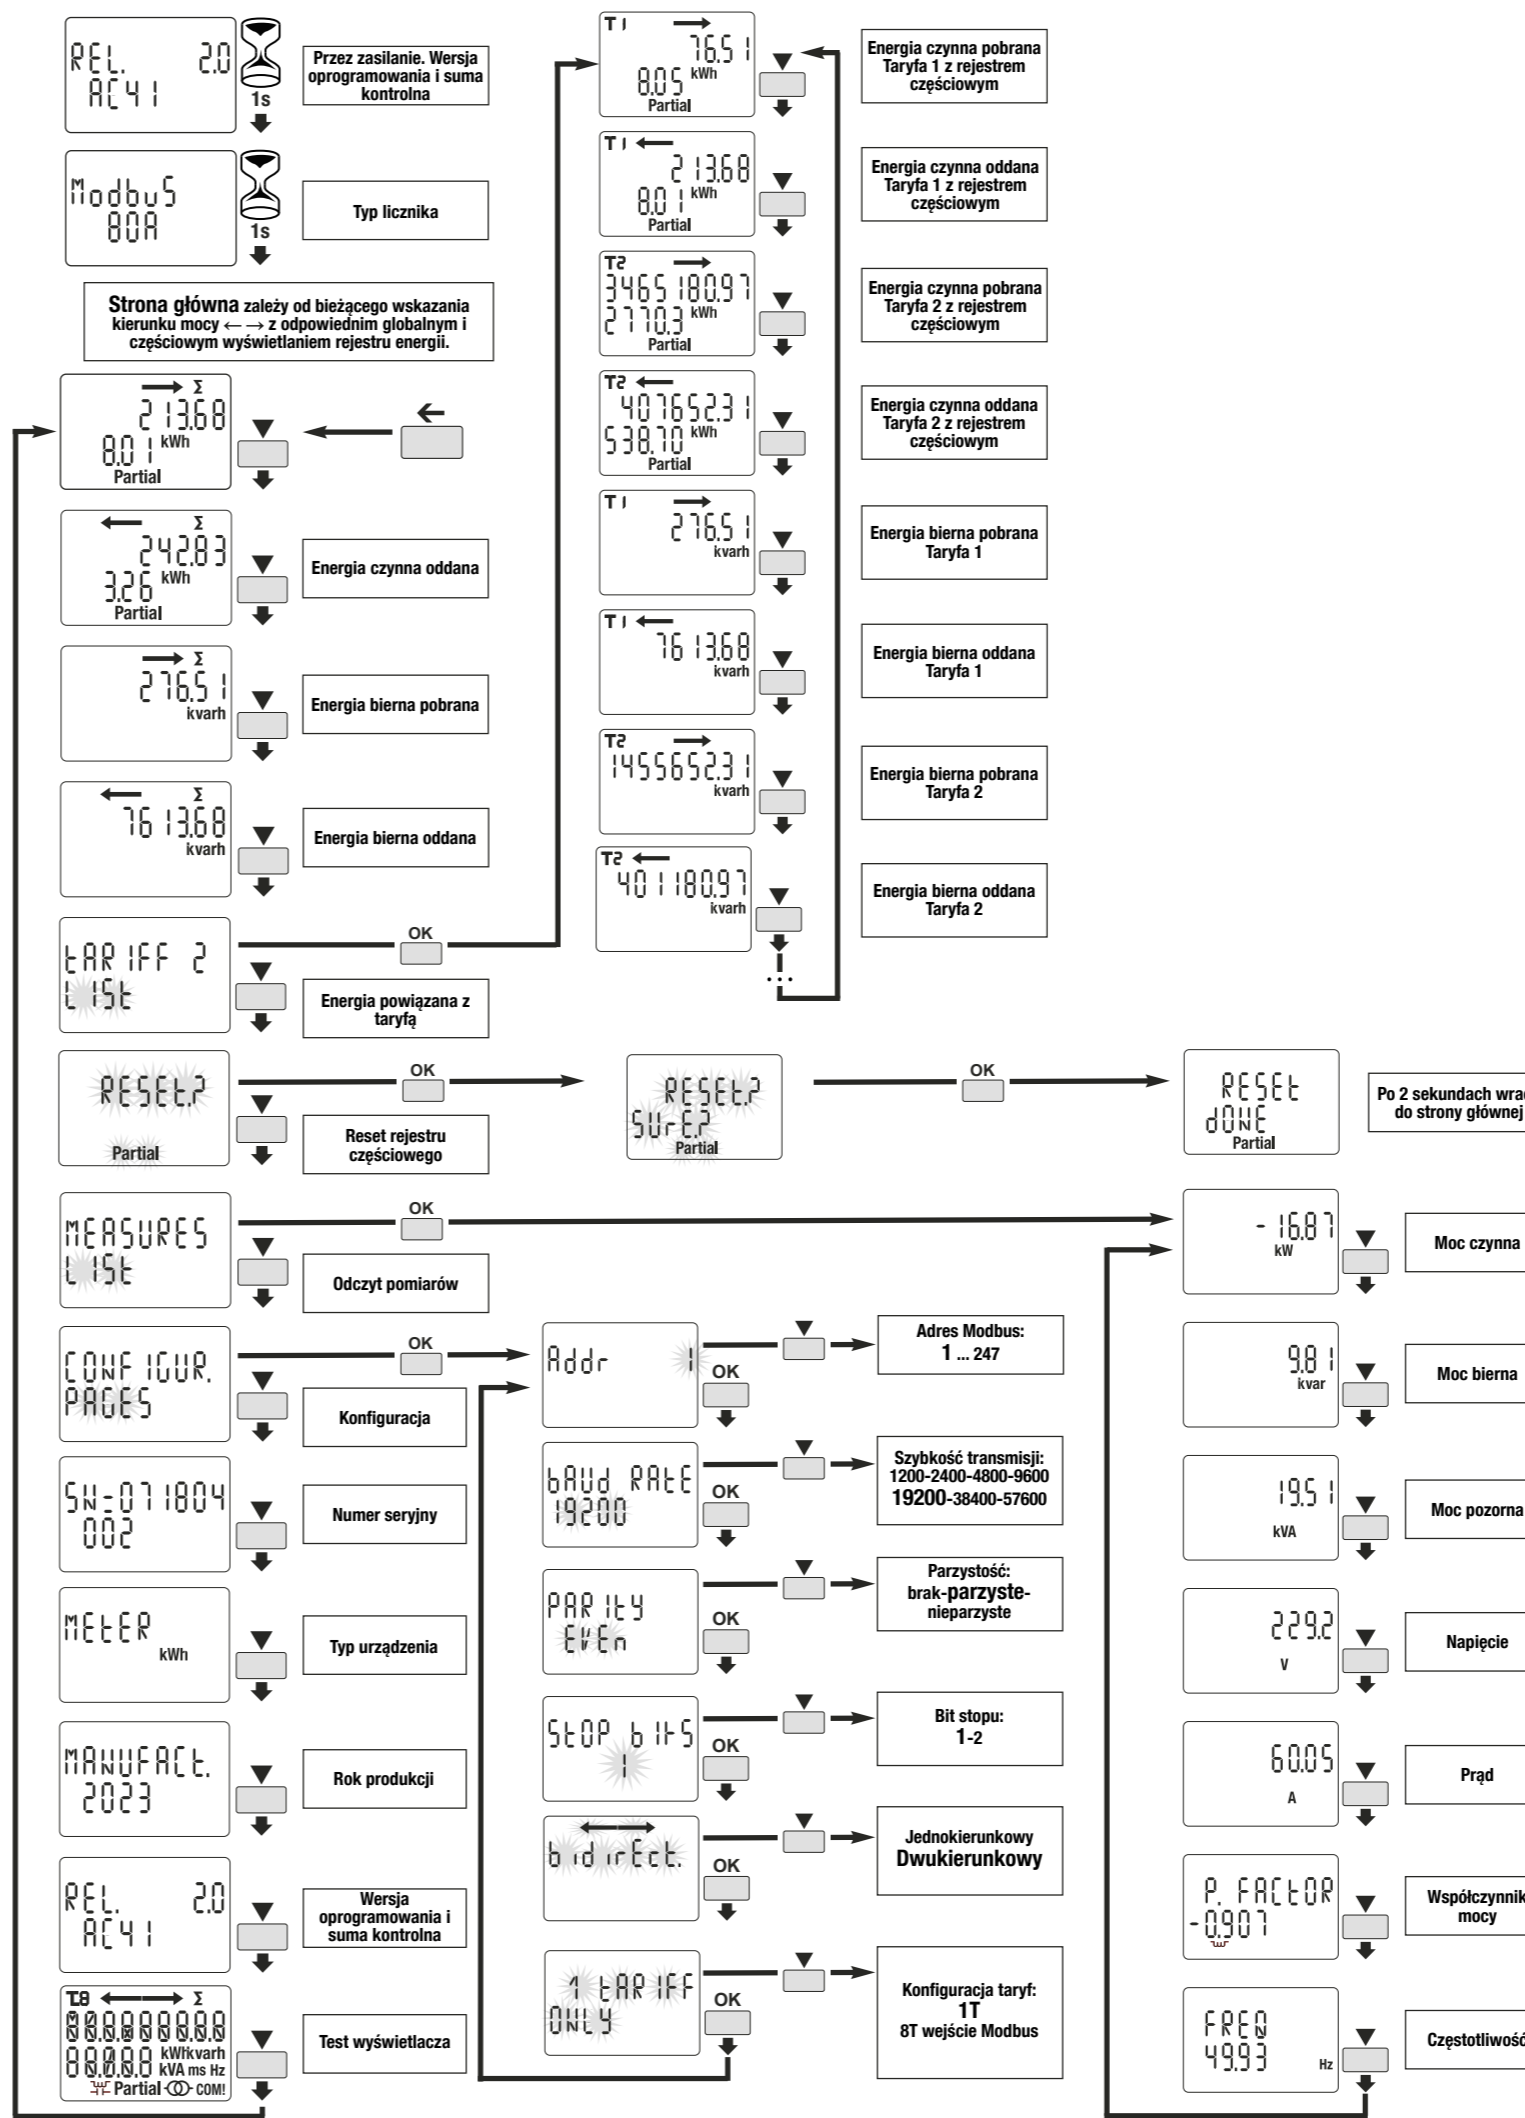 REL. 2.0
AC41
1s
Przez zasilanie. Wersja
oprogramowania i suma
kontrolna
Modbus
80A
1s
Typ licznika
Strona główna zależy od bieżącego wskazania
kierunku mocy ←→ z odpowiednim globalnym i
częściowym wyświetlaniem rejestru energii.
→ Σ
213.68
8.01 kWh
Partial
←
← Σ
242.83
3.26 kWh
Partial
Energia czynna oddana
→ Σ
276.51
kvarh
Energia bierna pobrana
← Σ
7613.68
kvarh
Energia bierna oddana
tARIFF 2
LISt
OK
Energia powiązana z
taryfą
RESEt.?
Partial
OK
Reset rejestru
częściowego
RESEt.?
SUrE.?
Partial
OK
RESEt
dONE
Partial
Po 2 sekundach
do strony głównej
MEASURES
LISt
OK
Odczyt pomiarów
CONFIGUR.
PAGES
OK
Konfiguracja
SN=071804
002
Numer seryjny
MEtER
kWh
Typ urządzenia
MANUFACt.
2023
Rok produkcji
REL. 2.0
AC41
Wersja
oprogramowania i
suma kontrolna
T.8 ←→ Σ
kWhkvarh
kVA ms Hz
Partial COM!
Test wyświetlacza
T1 →
76.51
8.05 kWh
Partial
Energia czynna pobrana
Taryfa 1 z rejestrem
częściowym
T1 ←
213.68
8.01 kWh
Partial
Energia czynna oddana
Taryfa 1 z rejestrem
częściowym
T2 →
3465180.97
2770.3 kWh
Partial
Energia czynna pobrana
Taryfa 2 z rejestrem
częściowym
T2 ←
407652.31
538.70 kWh
Partial
Energia czynna oddana
Taryfa 2 z rejestrem
częściowym
T1 →
276.51
kvarh
Energia bierna pobrana
Taryfa 1
T1 ←
7613.68
kvarh
Energia bierna oddana
Taryfa 1
T2 →
1455652.31
kvarh
Energia bierna pobrana
Taryfa 2
T2 ←
401180.97
kvarh
Energia bierna oddana
Taryfa 2
...
Addr 1
OK
Adres Modbus:
1 ... 247
bAUd RAtE
19200
OK
Szybkość transmisji:
1200-2400-4800-9600
19200-38400-57600
PARItY
EVEn
OK
Parzystość:
brak-parzyste-
nieparzyste
StOP bitS
1
OK
Bit stopu:
1-2
←→
bidirEct.
OK
Jednokierunkowy
Dwukierunkowy
1 tARIFF
ONLY
OK
Konfiguracja taryf:
1T
8T wejście Modbus
-16.87
kW
Moc czynna
9.81
kvar
Moc bierna
19.51
kVA
Moc pozorna
229.2
V
Napięcie
60.05
A
Prąd
P. FACtOR
-0.907
Współczynnik
mocy
FREQ
49.93 Hz
Częstotliwość